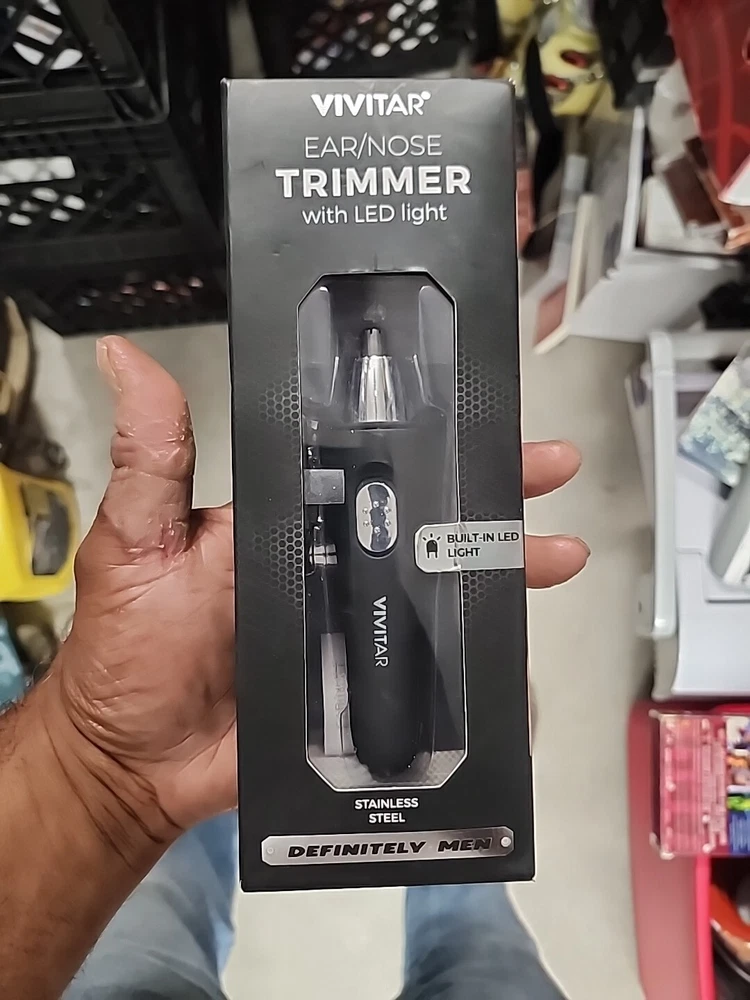 VIVITAR
EAR/NOSE
TRIMMER
with LED light
BUILT-IN LED
LIGHT
VIVITAR
STAINLESS
STEEL
DEFINITELY MEN